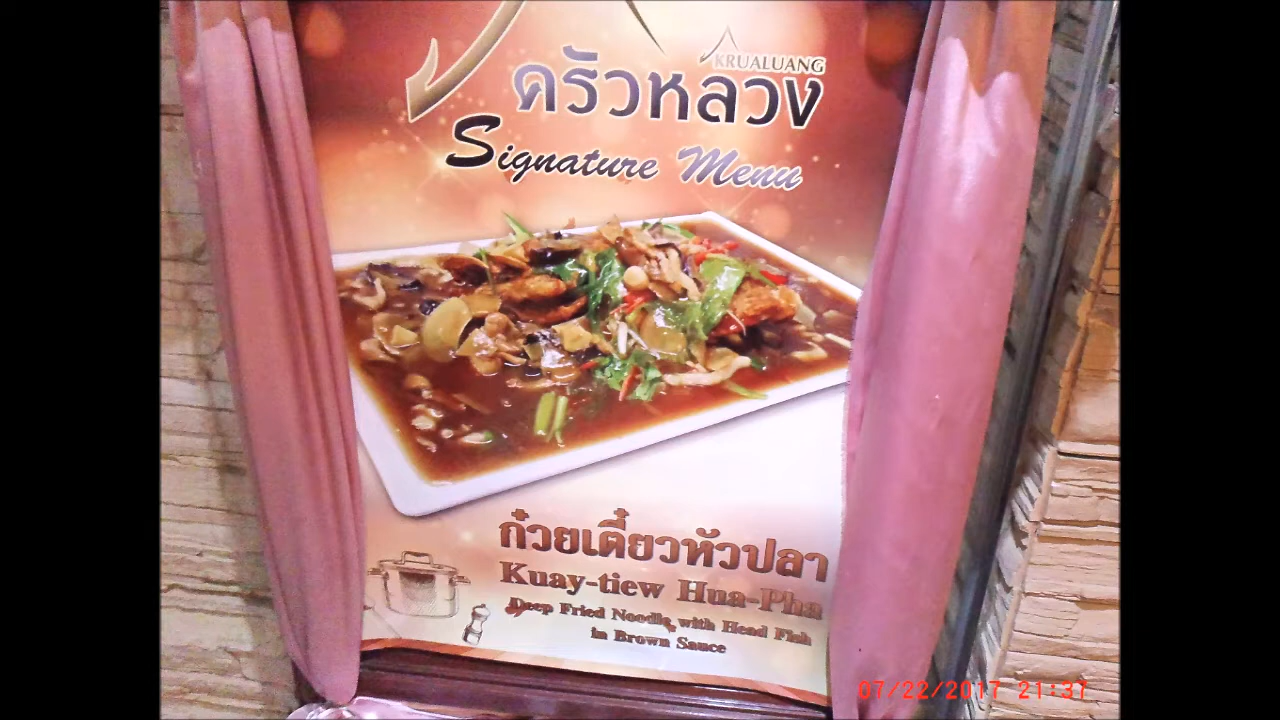 KRUALUANG
ครัวหลวง
Signature Menu
ก๋วยเตี๋ยวหัวปลา
Kuay-tiew Hua-Pha
Deep Fried Noodle with Head Fish
in Brown Sauce
07/22/2017 21:37